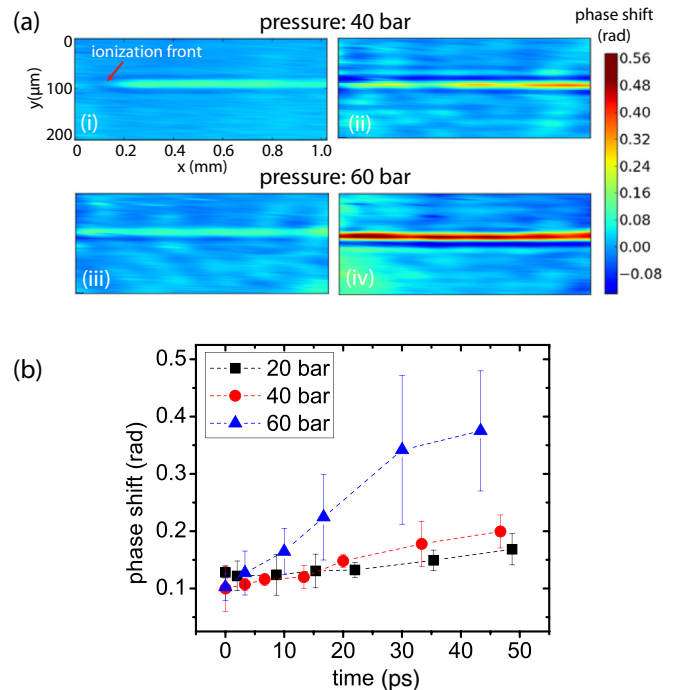 (a)
pressure: 40 bar
phase shift
(rad)
ionization front
0
100
200
y(µm)
(i)
(ii)
0 0.2 0.4 0.6 0.8 1.0
x (mm)
0.56
0.48
0.40
0.32
0.24
0.16
0.08
0.00
−0.08
pressure: 60 bar
(iii)
(iv)
(b)
20 bar
40 bar
60 bar
0.5
0.4
0.3
0.2
0.1
phase shift (rad)
0 10 20 30 40 50
time (ps)